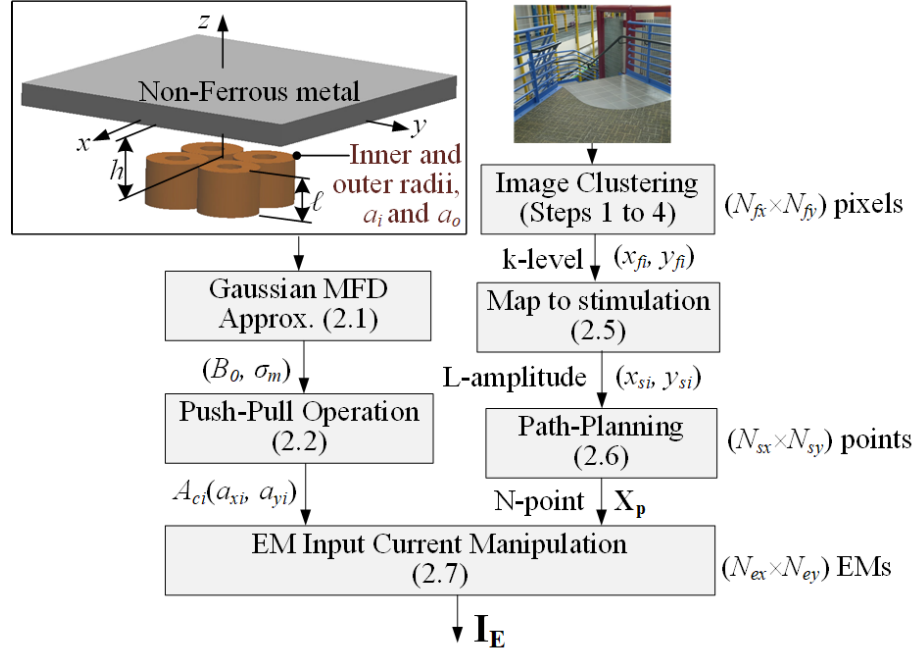 z
Non-Ferrous metal
x
y
h
ℓ
Inner and
outer radii,
aᵢ and aₒ
Image Clustering
(Steps 1 to 4)
(N_fx×N_fy) pixels
k-level
(x_fi, y_fi)
Gaussian MFD
Approx. (2.1)
Map to stimulation
(2.5)
(B_0, σ_m)
L-amplitude
(x_si, y_si)
Push-Pull Operation
(2.2)
Path-Planning
(2.6)
(N_sx×N_sy) points
A_ci(a_xi, a_yi)
N-point
X_p
EM Input Current Manipulation
(2.7)
(N_ex×N_ey) EMs
I_E